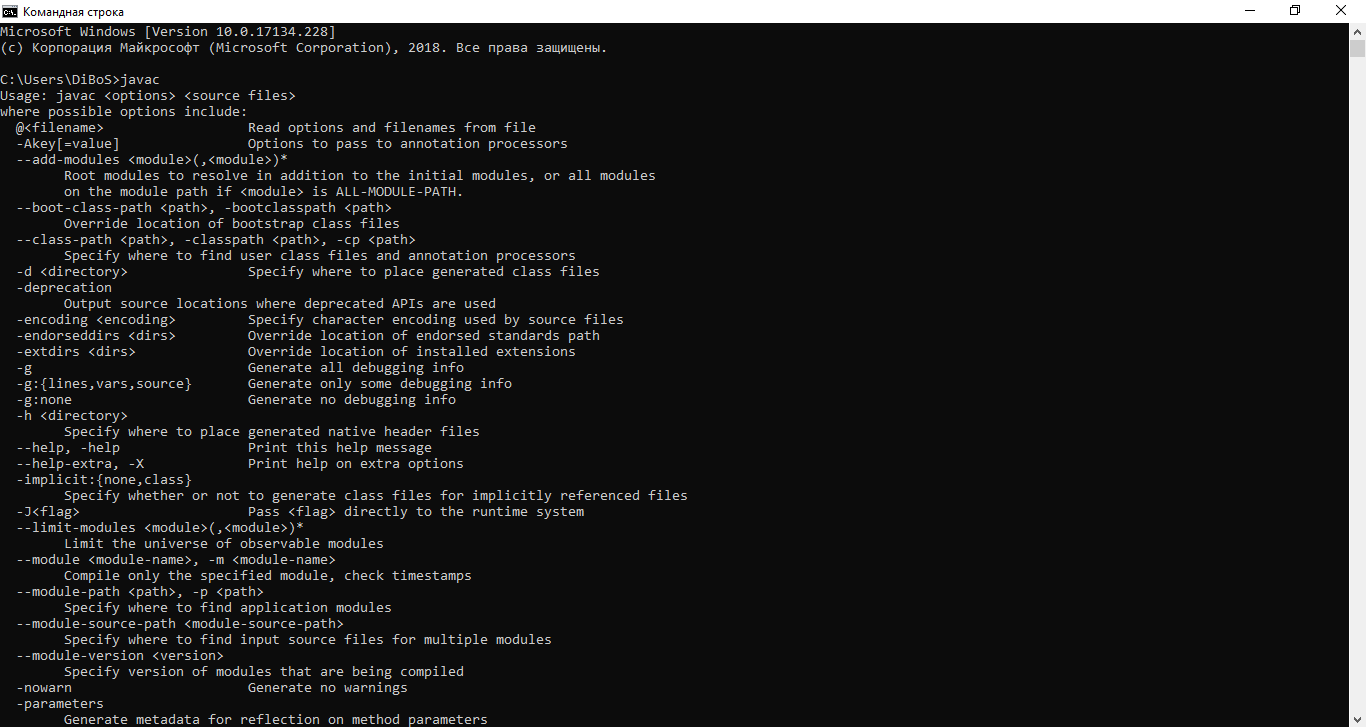 Командная строка
Microsoft Windows [Version 10.0.17134.228]
(c) Корпорация Майкрософт (Microsoft Corporation), 2018. Все права защищены.
C:\Users\DiBoS>javac
Usage: javac <options> <source files>
where possible options include:
  @<filename>                  Read options and filenames from file
  -Akey[=value]                Options to pass to annotation processors
  --add-modules <module>(,<module>)*
        Root modules to resolve in addition to the initial modules, or all modules
        on the module path if <module> is ALL-MODULE-PATH.
  --boot-class-path <path>, -bootclasspath <path>
        Override location of bootstrap class files
  --class-path <path>, -classpath <path>, -cp <path>
        Specify where to find user class files and annotation processors
  -d <directory>               Specify where to place generated class files
  -deprecation
        Output source locations where deprecated APIs are used
  -encoding <encoding>         Specify character encoding used by source files
  -endorseddirs <dirs>         Override location of endorsed standards path
  -extdirs <dirs>              Override location of installed extensions
  -g                           Generate all debugging info
  -g:{lines,vars,source}       Generate only some debugging info
  -g:none                      Generate no debugging info
  -h <directory>
        Specify where to place generated native header files
  --help, -help                Print this help message
  --help-extra, -X             Print help on extra options
  -implicit:{none,class}
        Specify whether or not to generate class files for implicitly referenced files
  -J<flag>                     Pass <flag> directly to the runtime system
  --limit-modules <module>(,<module>)*
        Limit the universe of observable modules
  --module <module-name>, -m <module-name>
        Compile only the specified module, check timestamps
  --module-path <path>, -p <path>
        Specify where to find application modules
  --module-source-path <module-source-path>
        Specify where to find input source files for multiple modules
  --module-version <version>
        Specify version of modules that are being compiled
  -nowarn                      Generate no warnings
  -parameters
        Generate metadata for reflection on method parameters